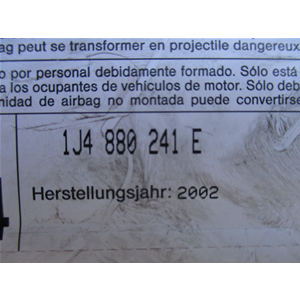 ag peut se transformer en projectile dangereux
o por personal debidamente formado. Sólo está
a los ocupantes de vehículos de motor. Sólo deb
nidad de airbag no montada puede convertirse
1J4 880 241 E
Herstellungsjahr: 2002